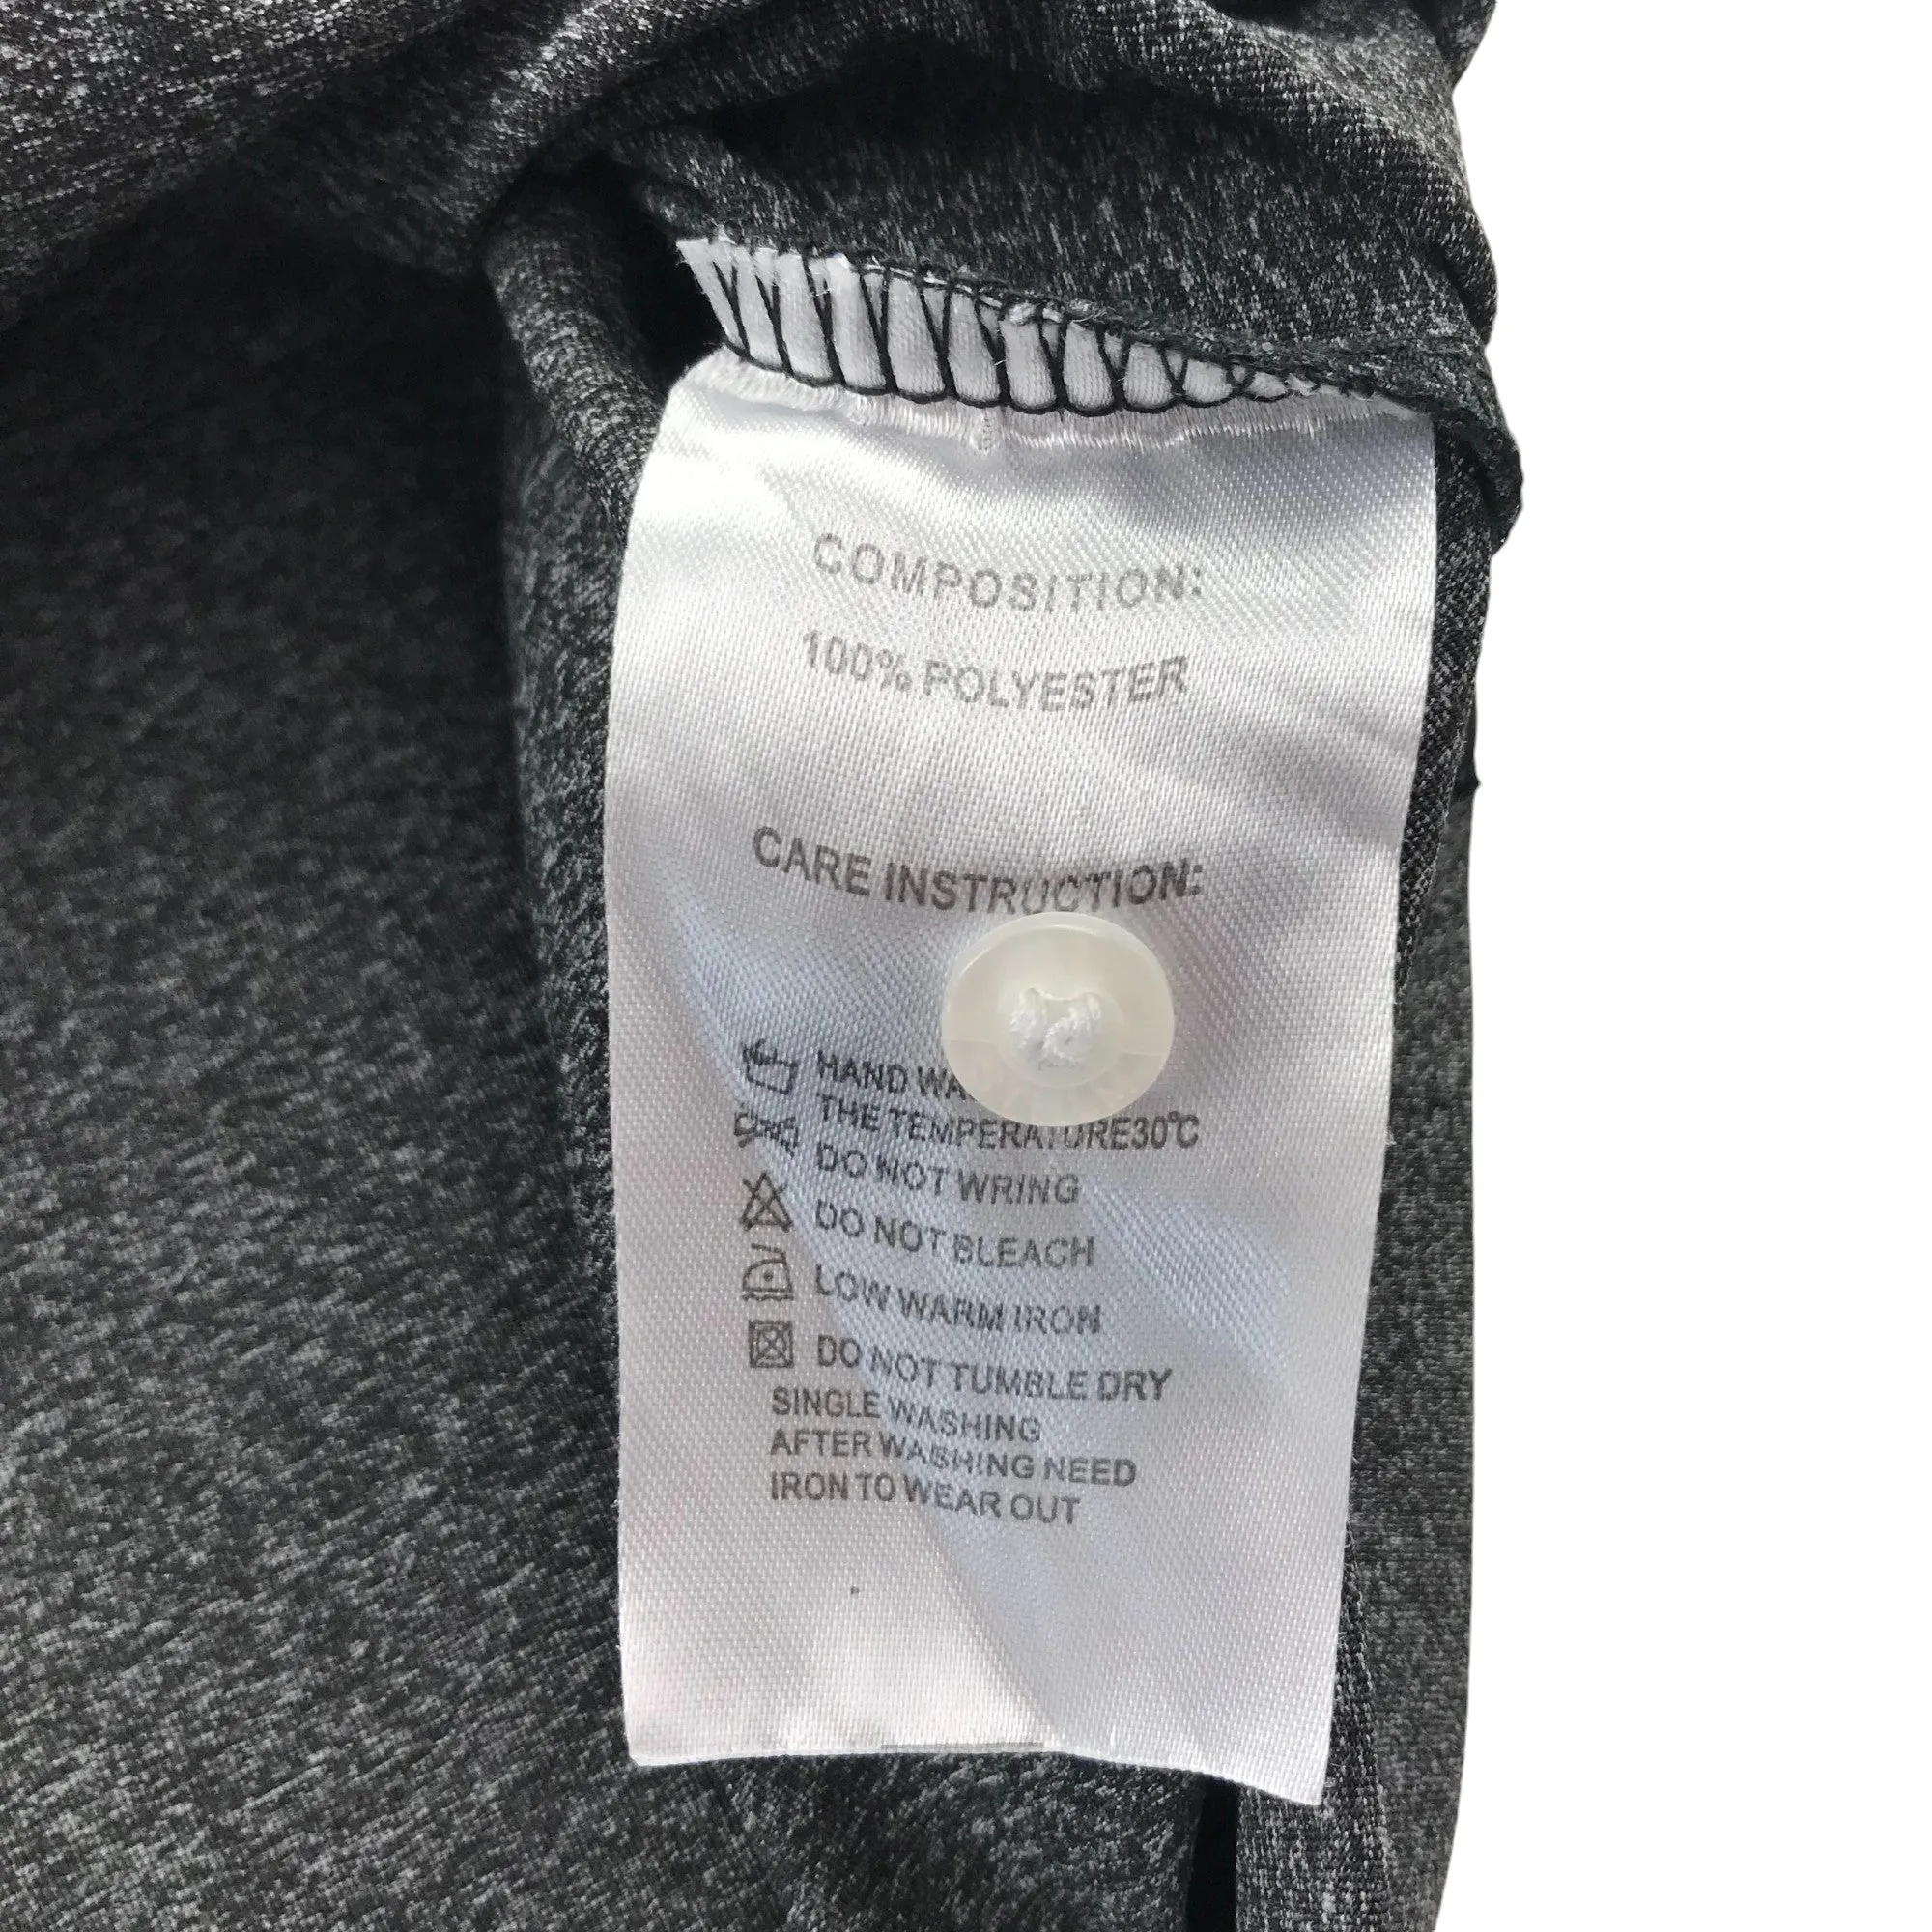 COMPOSITION:
100% POLYESTER
CARE INSTRUCTION:
HAND
THE TEMPERATURE30℃
DO NOT WRING
DO NOT BLEACH
LOW WARM IRON
DO NOT TUMBLE DRY
SINGLE WASHING
AFTER WASHING NEED
IRON TO WEAR OUT